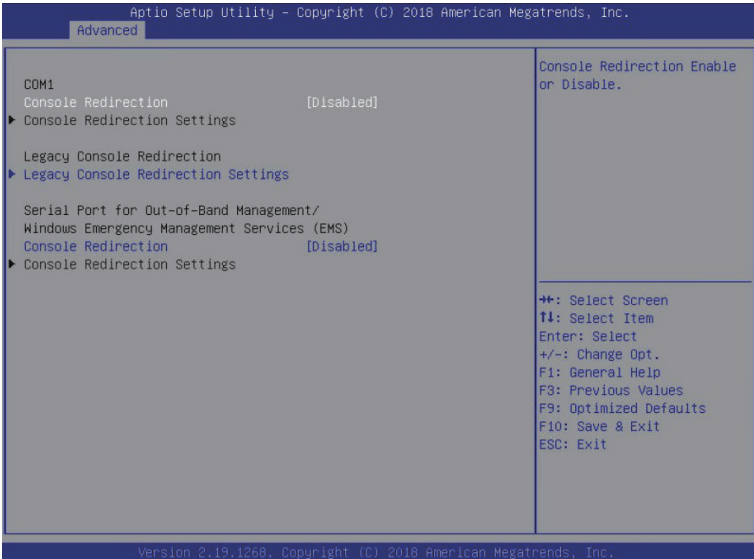 Aptio Setup Utility – Copyright (C) 2018 American Megatrends, Inc.
Advanced
COM1
Console Redirection [Disabled]
▶ Console Redirection Settings
Legacy Console Redirection
▶ Legacy Console Redirection Settings
Serial Port for Out-of-Band Management/
Windows Emergency Management Services (EMS)
Console Redirection [Disabled]
▶ Console Redirection Settings
Console Redirection Enable
or Disable.
→←: Select Screen
↑↓: Select Item
Enter: Select
+/-: Change Opt.
F1: General Help
F3: Previous Values
F9: Optimized Defaults
F10: Save & Exit
ESC: Exit
Version 2.19.1268. Copyright (C) 2018 American Megatrends, Inc.